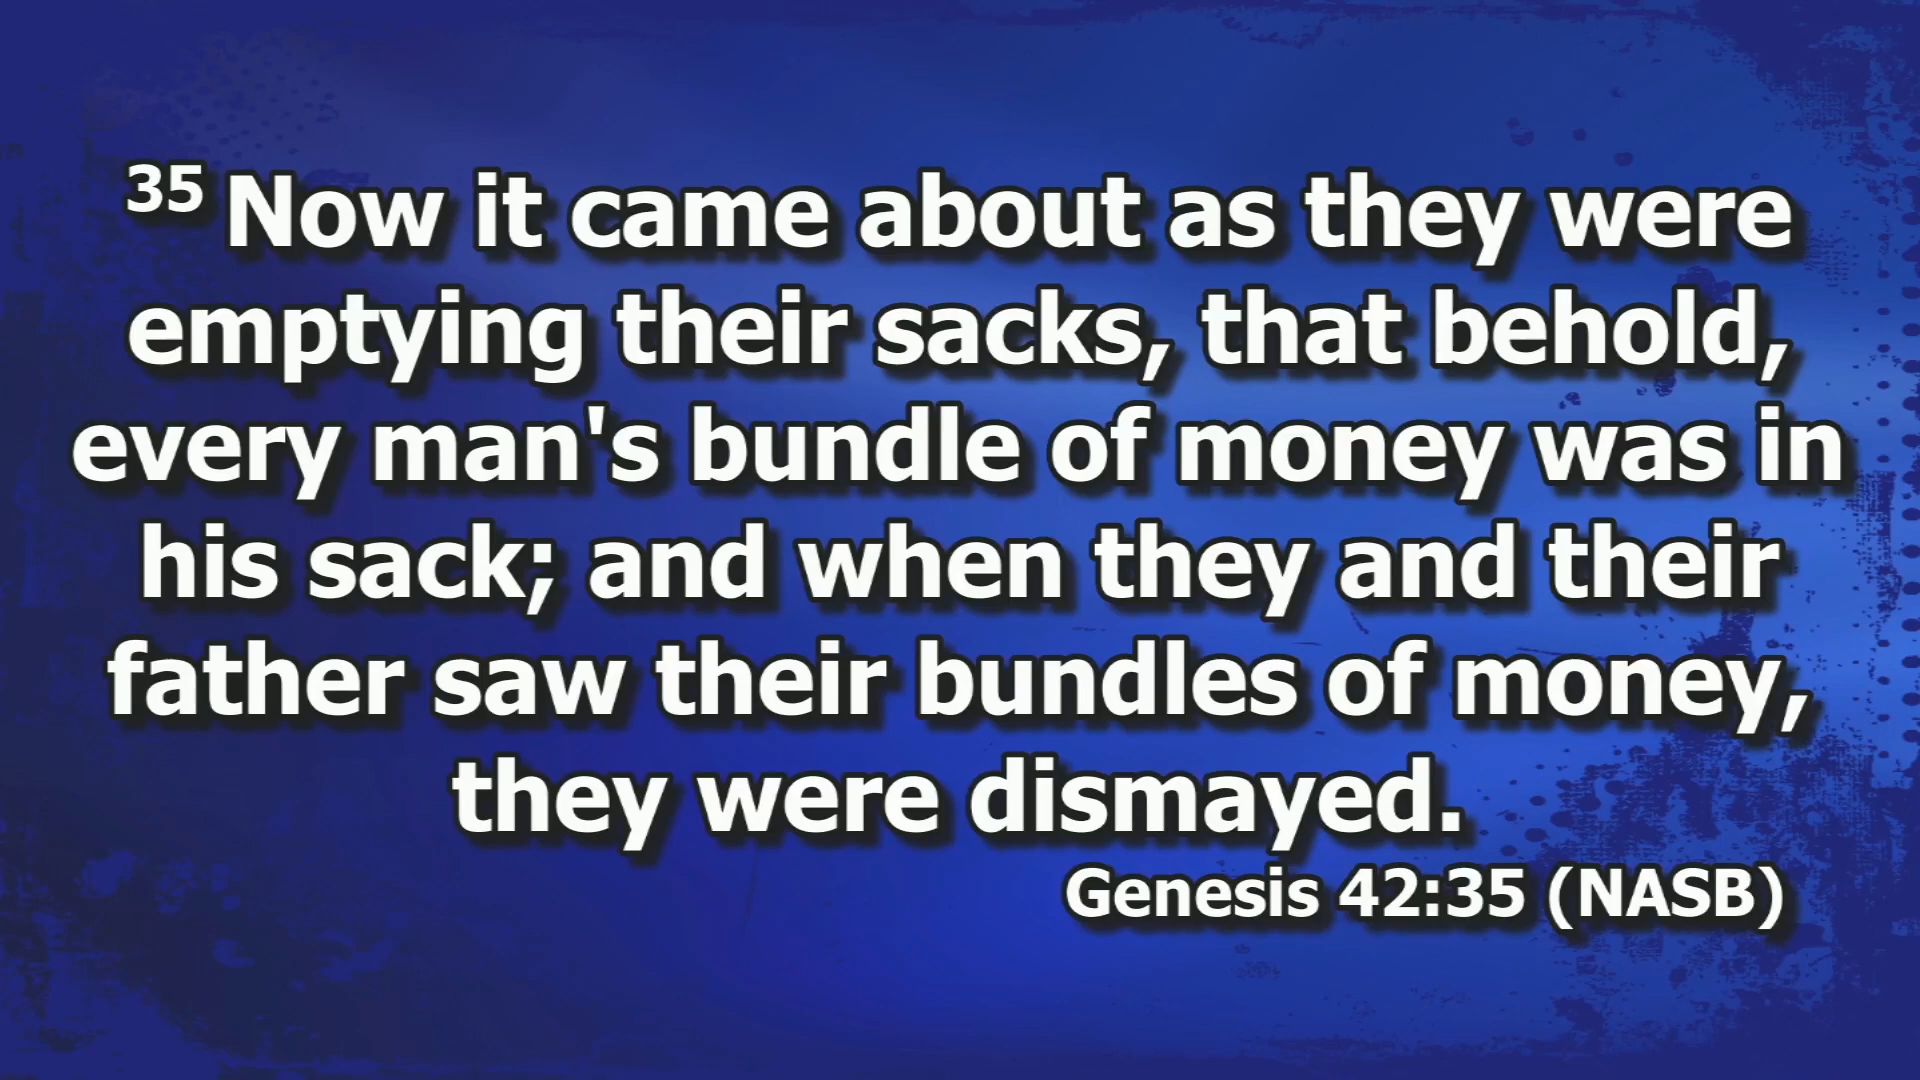 35 Now it came about as they were
emptying their sacks, that behold,
every man's bundle of money was in
his sack; and when they and their
father saw their bundles of money,
they were dismayed.
Genesis 42:35 (NASB)